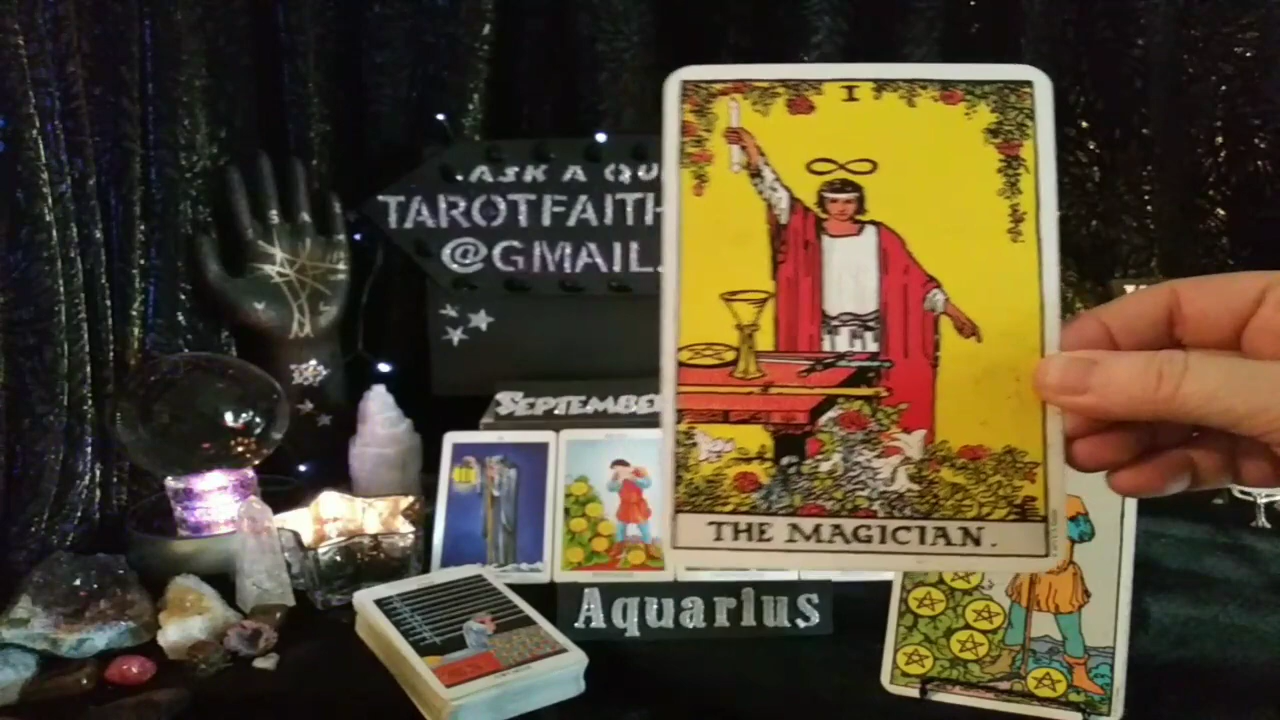 .ASK A QU
TAROTFAITH
@GMAIL.
S A
SEPTEMBER
I
THE MAGICIAN.
Aquarius